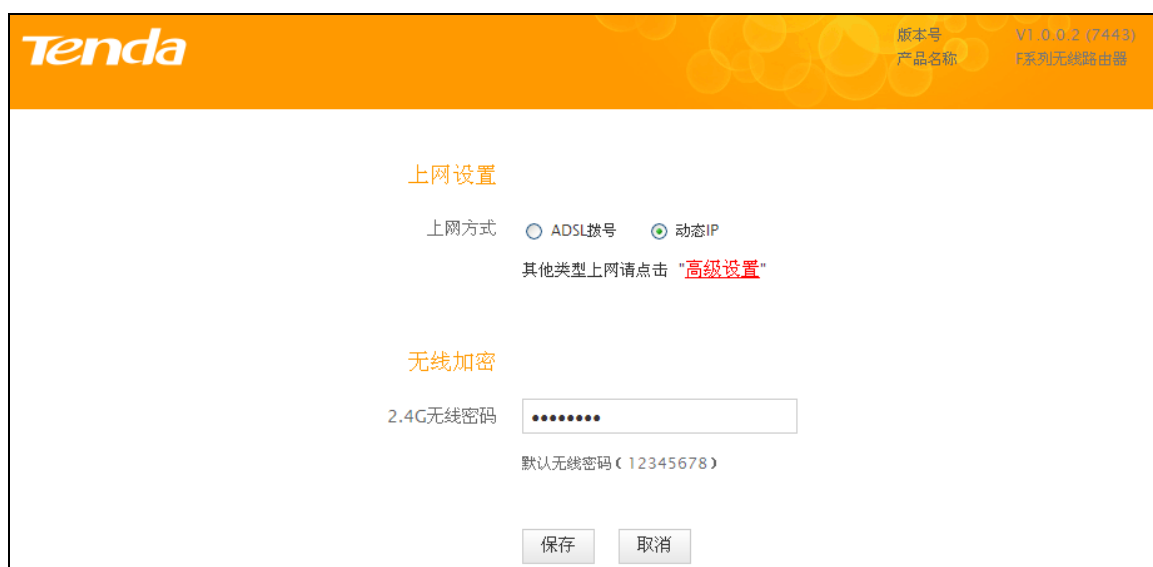 Tenda
版本号 V1.0.0.2 (7443)
产品名称 F系列无线路由器
上网设置
上网方式 ADSL拨号 动态IP
其他类型上网请点击 "高级设置"
无线加密
2.4G无线密码 ••••••••
默认无线密码(12345678)
保存 取消